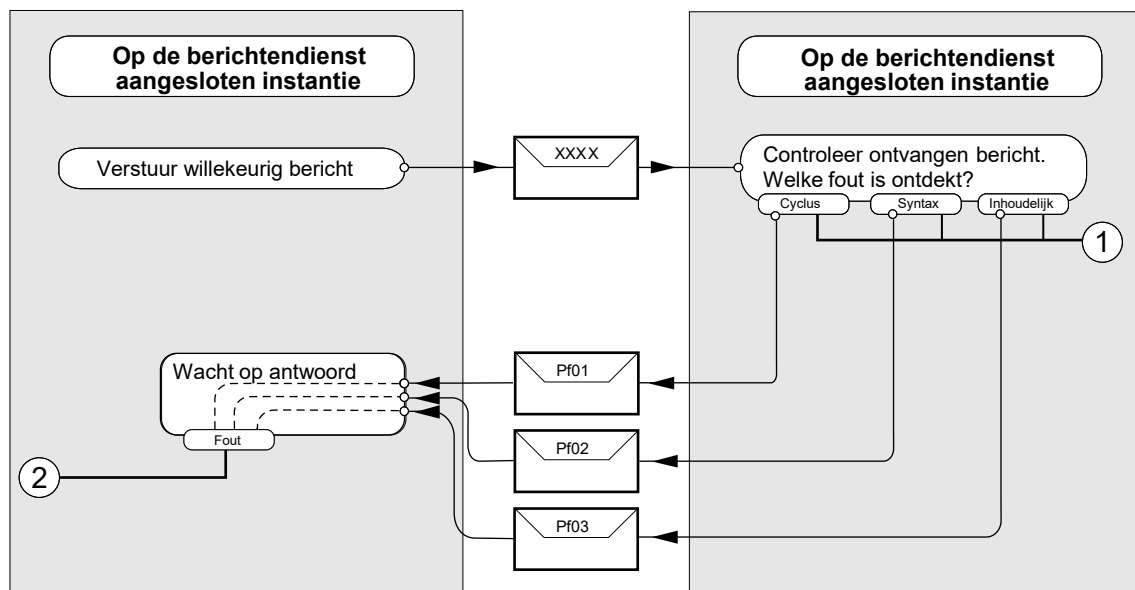 Op de berichtendienst
aangesloten instantie
Op de berichtendienst
aangesloten instantie
Verstuur willekeurig bericht
XXXX
Controleer ontvangen bericht.
Welke fout is ontdekt?
Cyclus
Syntax
Inhoudelijk
1
Wacht op antwoord
Fout
2
Pf01
Pf02
Pf03